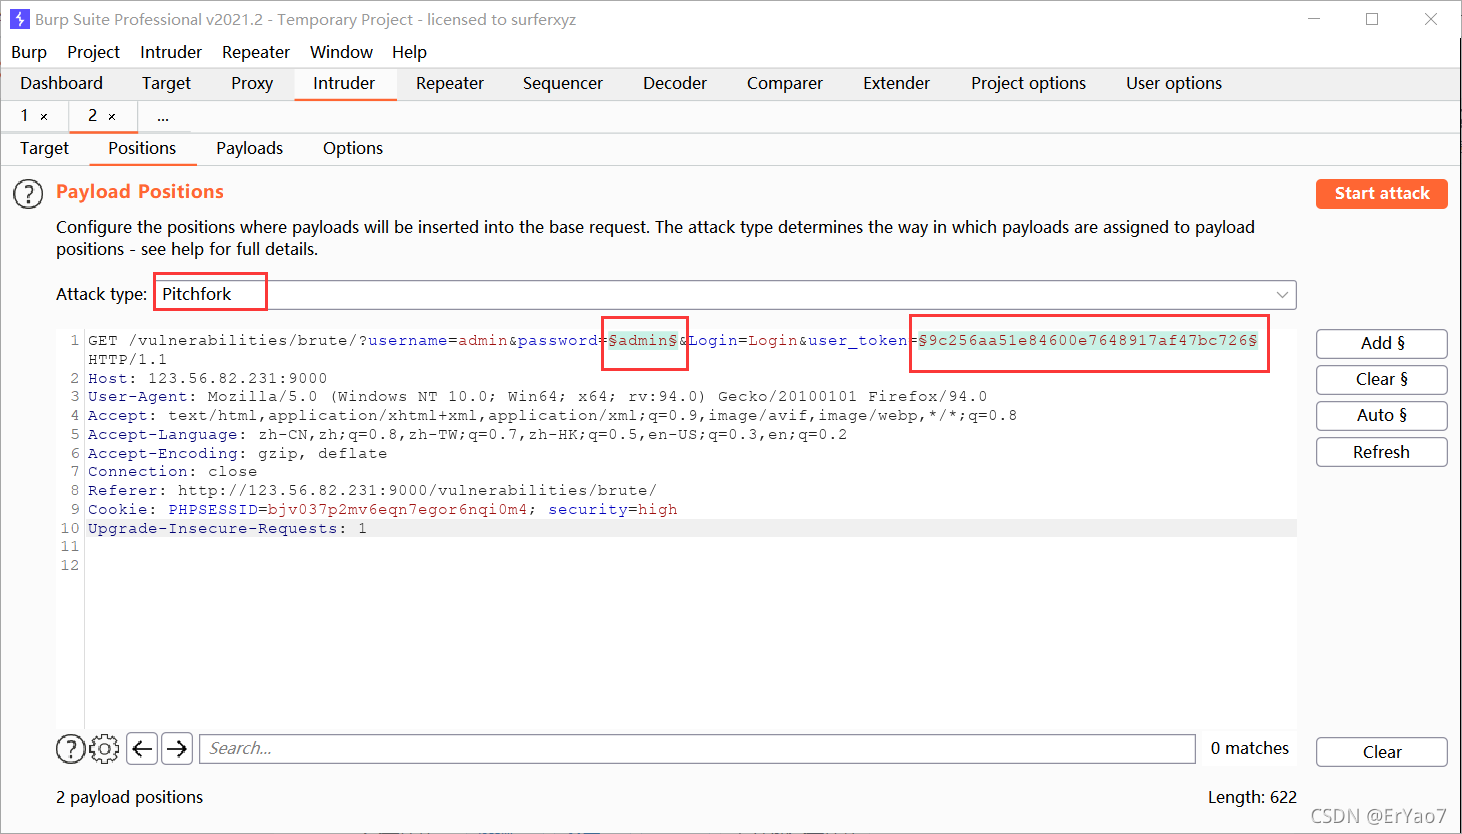 Burp Suite Professional v2021.2 - Temporary Project - licensed to surferxyz
Burp Project Intruder Repeater Window Help
Dashboard Target Proxy Intruder Repeater Sequencer Decoder Comparer Extender Project options User options
1 × 2 × ...
Target Positions Payloads Options
? Payload Positions
Start attack
Configure the positions where payloads will be inserted into the base request. The attack type determines the way in which payloads are assigned to payload
positions - see help for full details.
Attack type: Pitchfork
1 GET /vulnerabilities/brute/?username=admin&password=§admin§&Login=Login&user_token=§9c256aa51e84600e7648917af47bc726§
HTTP/1.1
2 Host: 123.56.82.231:9000
3 User-Agent: Mozilla/5.0 (Windows NT 10.0; Win64; x64; rv:94.0) Gecko/20100101 Firefox/94.0
4 Accept: text/html,application/xhtml+xml,application/xml;q=0.9,image/avif,image/webp,*/*;q=0.8
5 Accept-Language: zh-CN,zh;q=0.8,zh-TW;q=0.7,zh-HK;q=0.5,en-US;q=0.3,en;q=0.2
6 Accept-Encoding: gzip, deflate
7 Connection: close
8 Referer: http://123.56.82.231:9000/vulnerabilities/brute/
9 Cookie: PHPSESSID=bjv037p2mv6eqn7egor6nqi0m4; security=high
10 Upgrade-Insecure-Requests: 1
11
12
Add §
Clear §
Auto §
Refresh
? Search... 0 matches
Clear
2 payload positions
Length: 622
CSDN @ErYao7